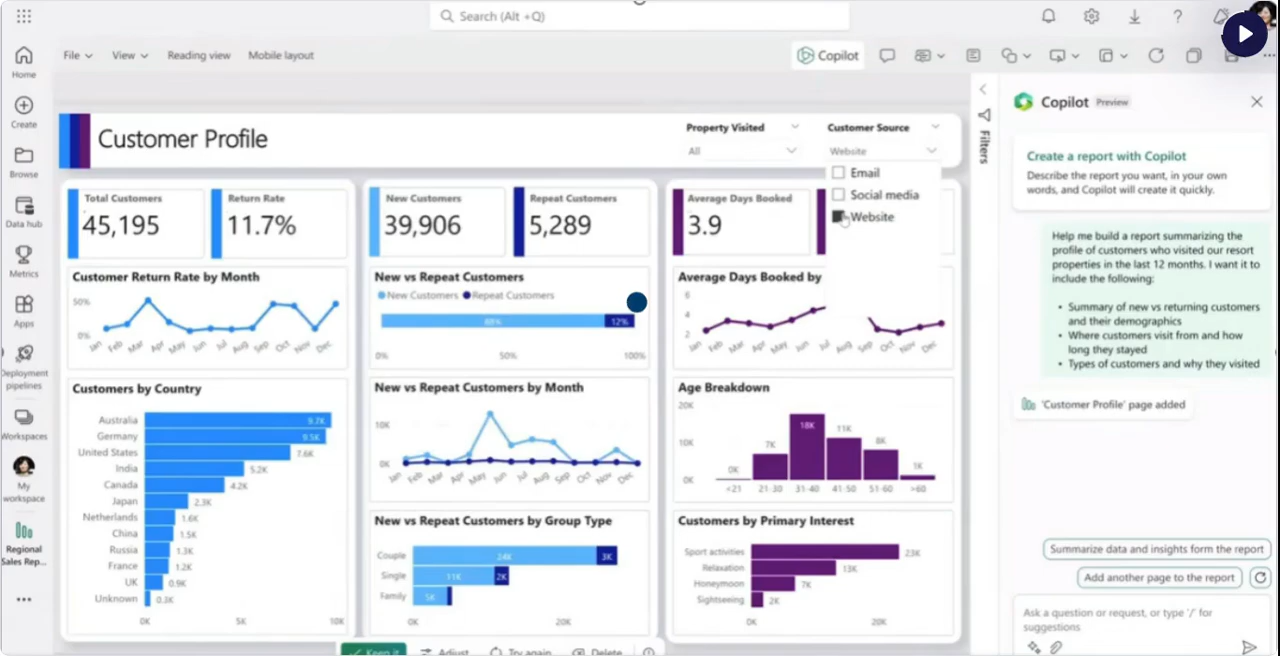 Search (Alt +Q)
File
View
Reading view
Mobile layout
Copilot
Home
Create
Browse
Data hub
Metrics
Apps
Deployment
pipelines
Workspaces
My
workspace
Regional
Sales Rep...
Customer Profile
Property Visited
All
Customer Source
Website
Email
Social media
Website
Filters
Total Customers
45,195
Return Rate
11.7%
Customer Return Rate by Month
50%
0%
Jan Feb Mar Apr May Jun Jul Aug Sep Oct Nov Dec
Customers by Country
Australia 9.7K
Germany 9.5K
United States 7.6K
India 5.2K
Canada 4.2K
Japan 2.3K
Netherlands 1.6K
China 1.5K
Russia 1.3K
France 1.2K
UK 0.9K
Unknown 0.3K
0K 5K 10K
New Customers
39,906
Repeat Customers
5,289
New vs Repeat Customers
New Customers Repeat Customers
88% 12%
0% 50% 100%
New vs Repeat Customers by Month
10K
0K
Jan Feb Mar Apr May Jun Jul Aug Sep Oct Nov Dec
New vs Repeat Customers by Group Type
Couple 24K 3K
Single 11K 2K
Family 5K
0K 20K
Average Days Booked
3.9
Average Days Booked by
6
4
2
Jan Feb Mar Apr May Jun Jul Aug Sep Oct Nov Dec
Age Breakdown
20K
10K
0K
0K 7K 18K 11K 8K 1K
<21 21-30 31-40 41-50 51-60 >60
Customers by Primary Interest
Sport activities 23K
Relaxation 13K
Honeymoon 7K
Sightseeing 2K
0K 20K
Keep it
Adjust
Try again
Delete
Copilot Preview
Create a report with Copilot
Describe the report you want, in your own
words, and Copilot will create it quickly.
Help me build a report summarizing the
profile of customers who visited our resort
properties in the last 12 months. I want it to
include the following:
• Summary of new vs returning customers
and their demographics
• Where customers visit from and how
long they stayed
• Types of customers and why they visited
'Customer Profile' page added
Summarize data and insights form the report
Add another page to the report
Ask a question or request, or type '/' for
suggestions